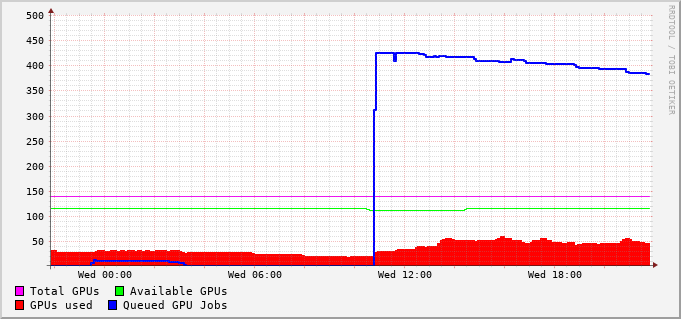 500
450
400
350
300
250
200
150
100
50
Wed 00:00 Wed 06:00 Wed 12:00 Wed 18:00
Total GPUs Available GPUs
GPUs used Queued GPU Jobs
RRDTOOL / TOBI OETIKER